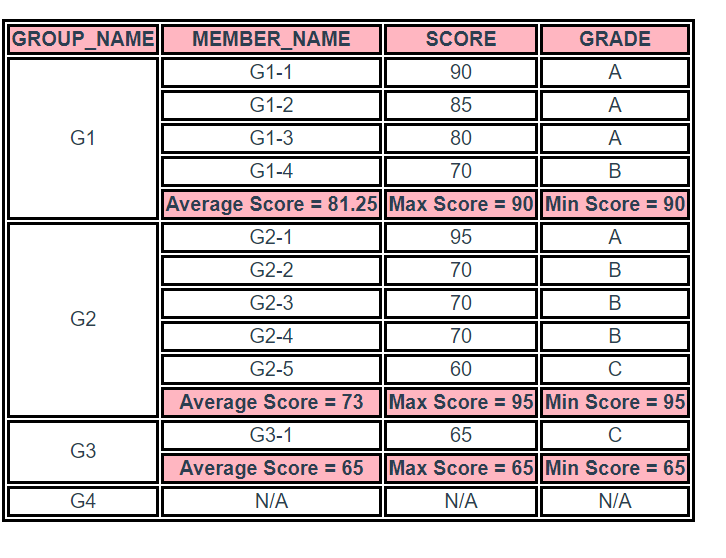 GROUP_NAME MEMBER_NAME SCORE GRADE
G1-1 90 A
G1-2 85 A
G1 G1-3 80 A
G1-4 70 B
Average Score = 81.25 Max Score = 90 Min Score = 90
G2-1 95 A
G2-2 70 B
G2 G2-3 70 B
G2-4 70 B
G2-5 60 C
Average Score = 73 Max Score = 95 Min Score = 95
G3 G3-1 65 C
Average Score = 65 Max Score = 65 Min Score = 65
G4 N/A N/A N/A